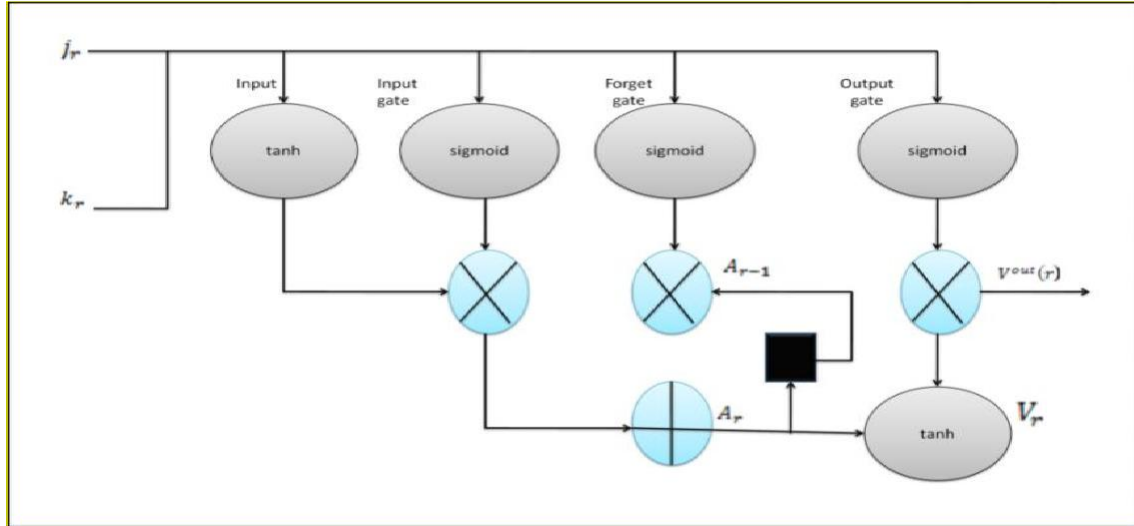 j_r
Input
Input gate
Forget gate
Output gate
tanh
sigmoid
sigmoid
sigmoid
k_r
A_{r-1}
V^{out}(r)
A_r
V_r
tanh